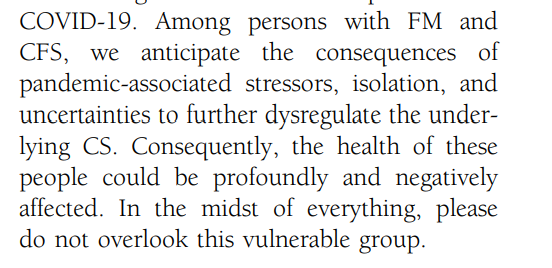 COVID-19. Among persons with FM and
CFS, we anticipate the consequences of
pandemic-associated stressors, isolation, and
uncertainties to further dysregulate the under-
lying CS. Consequently, the health of these
people could be profoundly and negatively
affected. In the midst of everything, please
do not overlook this vulnerable group.